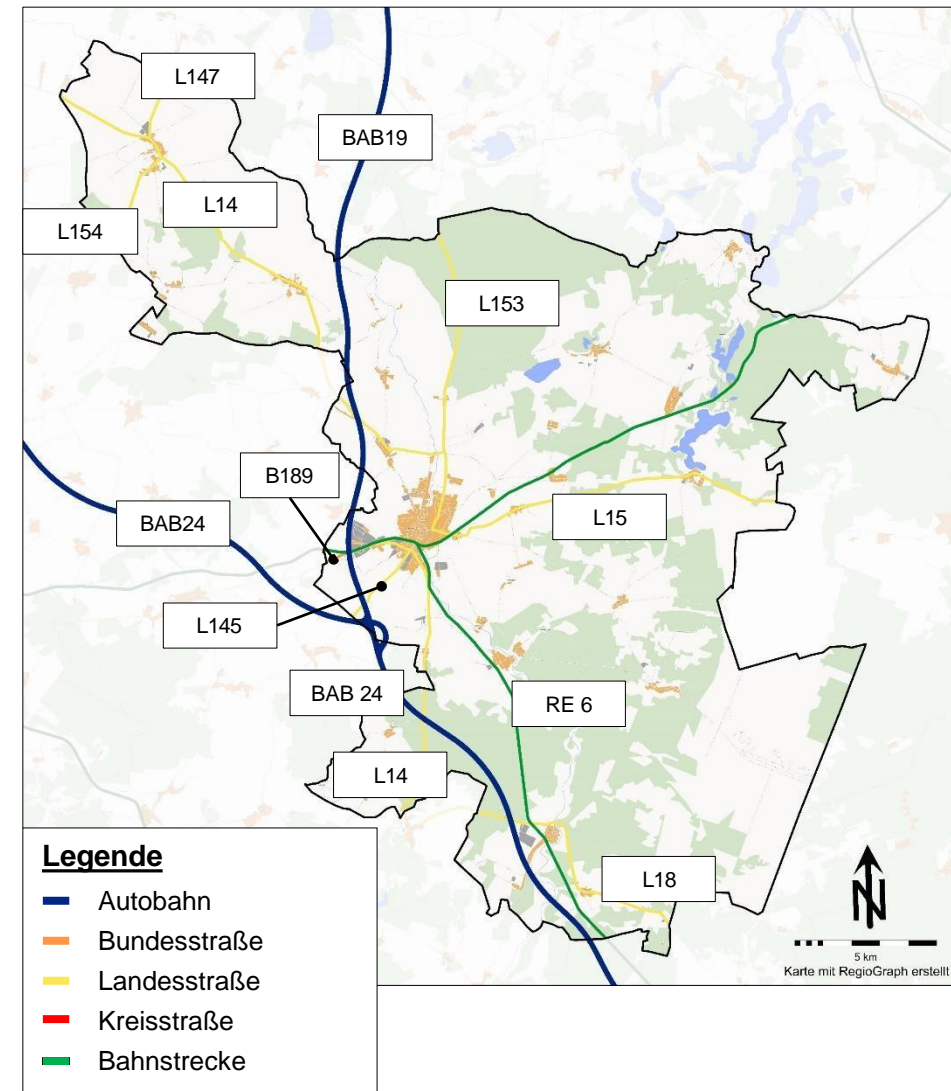 L147
BAB19
L14
L154
L153
B189
BAB24
L15
L145
BAB 24
RE 6
L14
L18
N
5 km
Karte mit RegioGraph erstellt
Legende
Autobahn
Bundesstraße
Landesstraße
Kreisstraße
Bahnstrecke